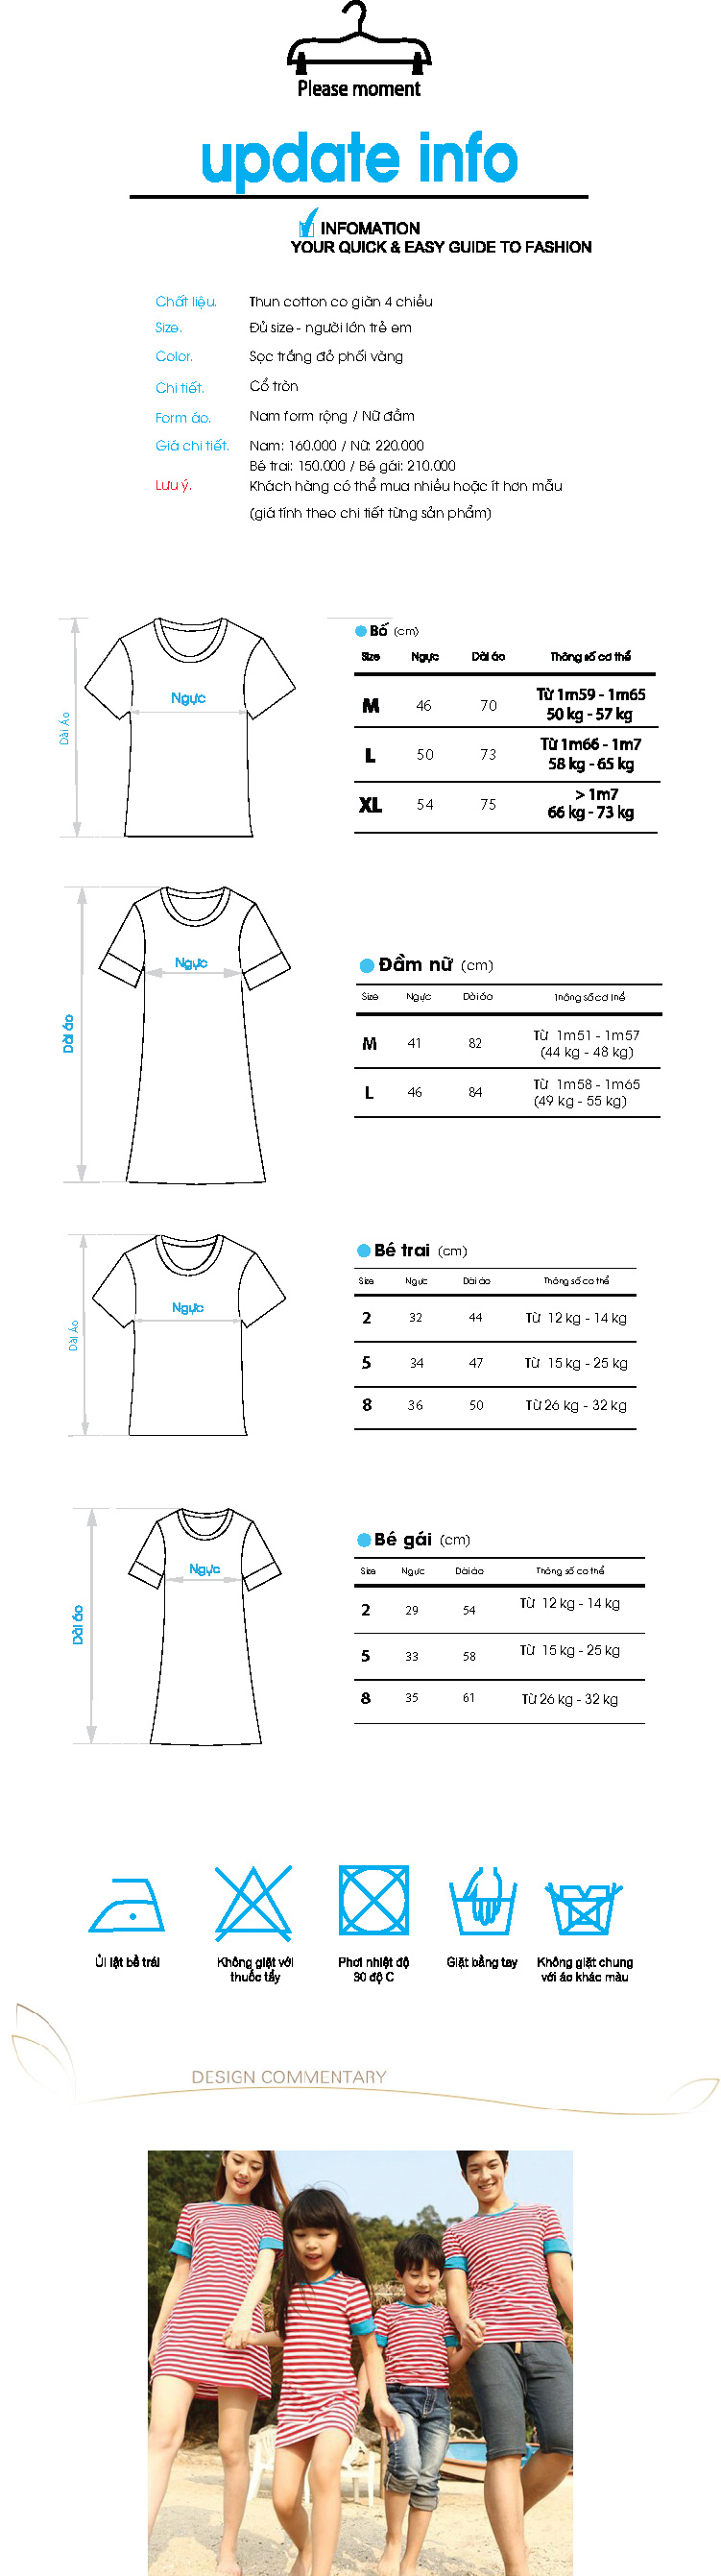 Please moment
update info
INFOMATION
YOUR QUICK & EASY GUIDE TO FASHION
Chất liệu. Thun cotton co giãn 4 chiều
Size. Đủ size - người lớn trẻ em
Color. Sọc trắng đỏ phối vàng
Chi tiết. Cổ tròn
Form áo. Nam form rộng / Nữ đầm
Giá chi tiết. Nam: 160.000 / Nữ: 220.000
Bé trai: 150.000 / Bé gái: 210.000
Lưu ý. Khách hàng có thể mua nhiều hoặc ít hơn mẫu
(giá tính theo chi tiết từng sản phẩm)
Dài Áo
Ngực
Bố (cm)
Size Ngực Dài áo Thông số cơ thể
M 46 70 Từ 1m59 - 1m65
50 kg - 57 kg
L 50 73 Từ 1m66 - 1m7
58 kg - 65 kg
XL 54 75 > 1m7
66 kg - 73 kg
Dài áo
Ngực
Đầm nữ (cm)
Size Ngực Dài áo Thông số cơ thể
M 41 82 Từ 1m51 - 1m57
(44 kg - 48 kg)
L 46 84 Từ 1m58 - 1m65
(49 kg - 55 kg)
Dài Áo
Ngực
Bé trai (cm)
Size Ngực Dài áo Thông số cơ thể
2 32 44 Từ 12 kg - 14 kg
5 34 47 Từ 15 kg - 25 kg
8 36 50 Từ 26 kg - 32 kg
Dài áo
Ngực
Bé gái (cm)
Size Ngực Dài áo Thông số cơ thể
2 29 54 Từ 12 kg - 14 kg
5 33 58 Từ 15 kg - 25 kg
8 35 61 Từ 26 kg - 32 kg
Ủi lật bề trái
Không giặt với
thuốc tẩy
Phơi nhiệt độ
30 độ C
Giặt bằng tay
Không giặt chung
với áo khác màu
DESIGN COMMENTARY